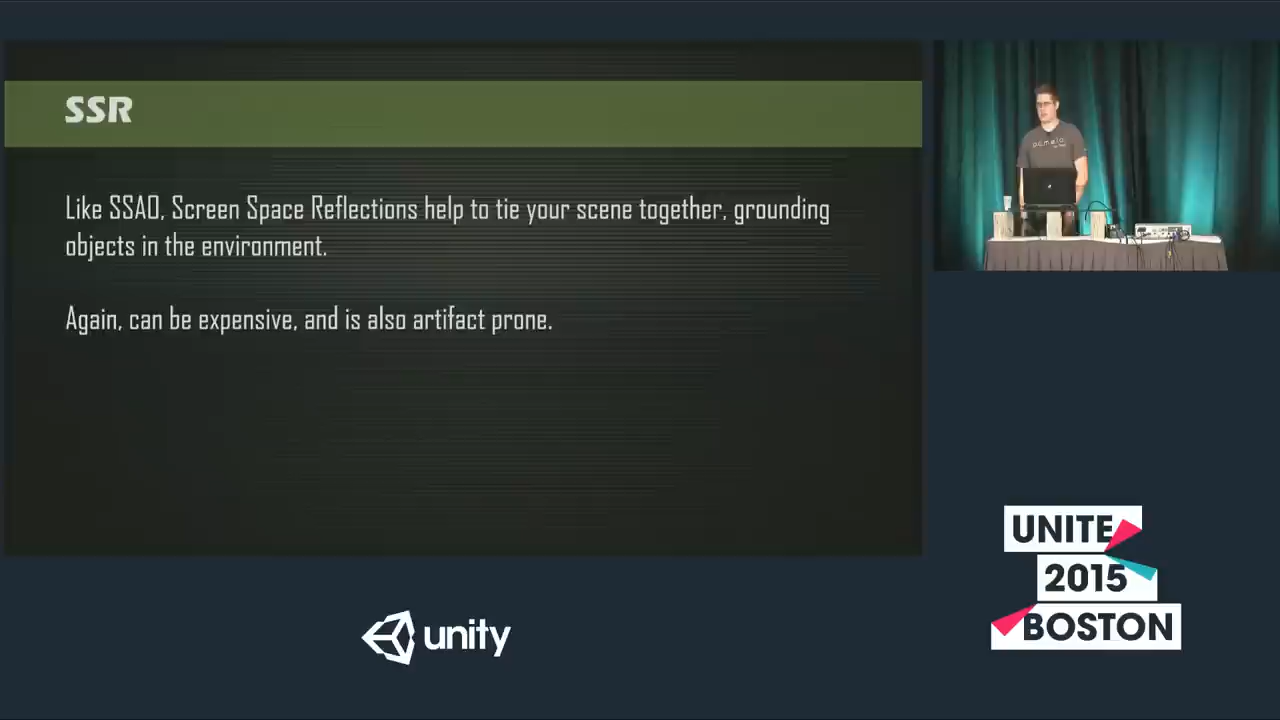 SSR
Like SSAO, Screen Space Reflections help to tie your scene together, grounding
objects in the environment.
Again, can be expensive, and is also artifact prone.
UNITE
2015
BOSTON
unity